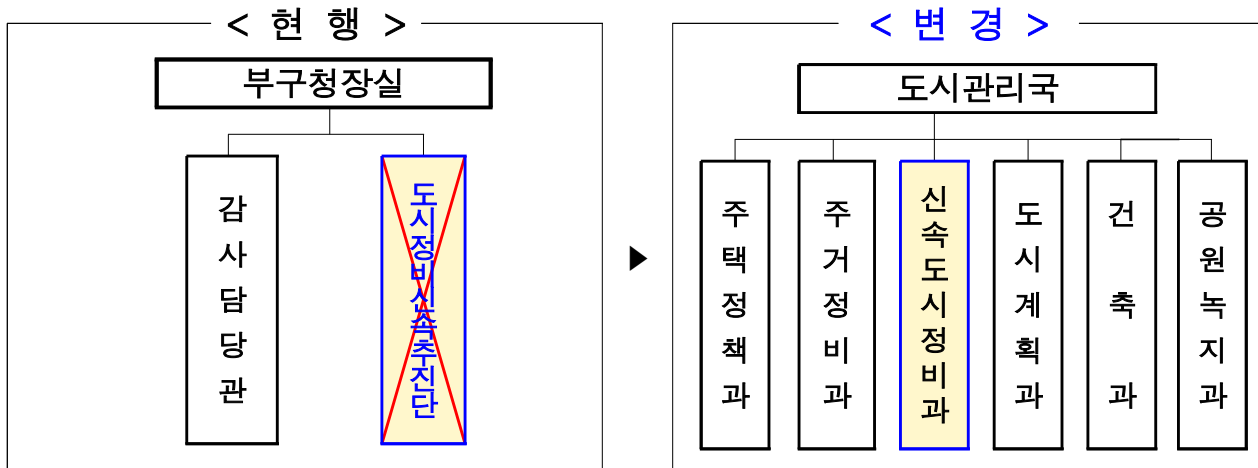 < 현 행 >
부구청장실
감사담당관
도시정비신속추진단
▶
< 변 경 >
도시관리국
주택정책과
주거정비과
신속도시정비과
도시계획과
건축과
공원녹지과